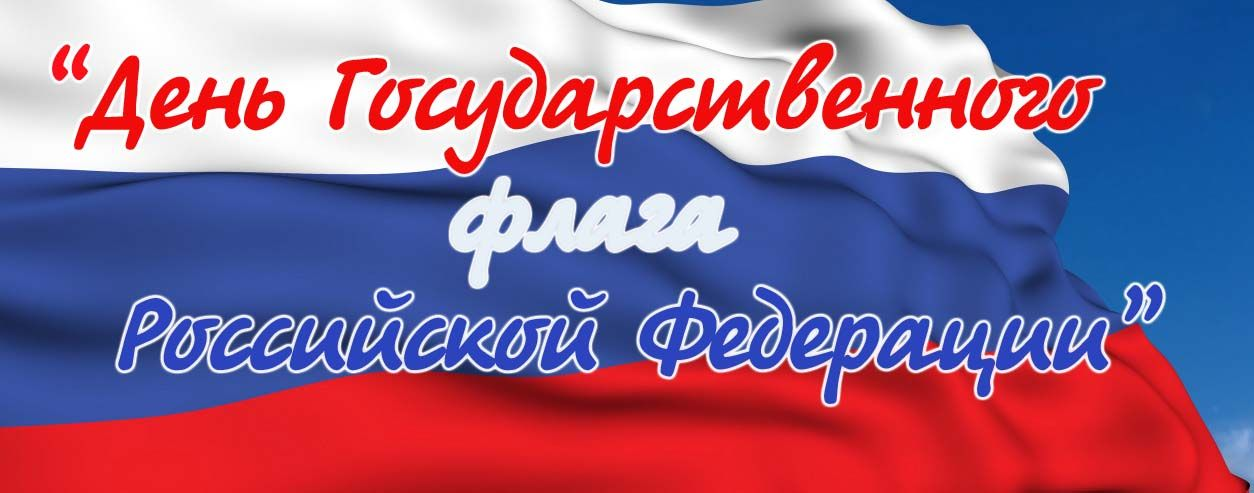 “День Государственного
флага
Российской Федерации”